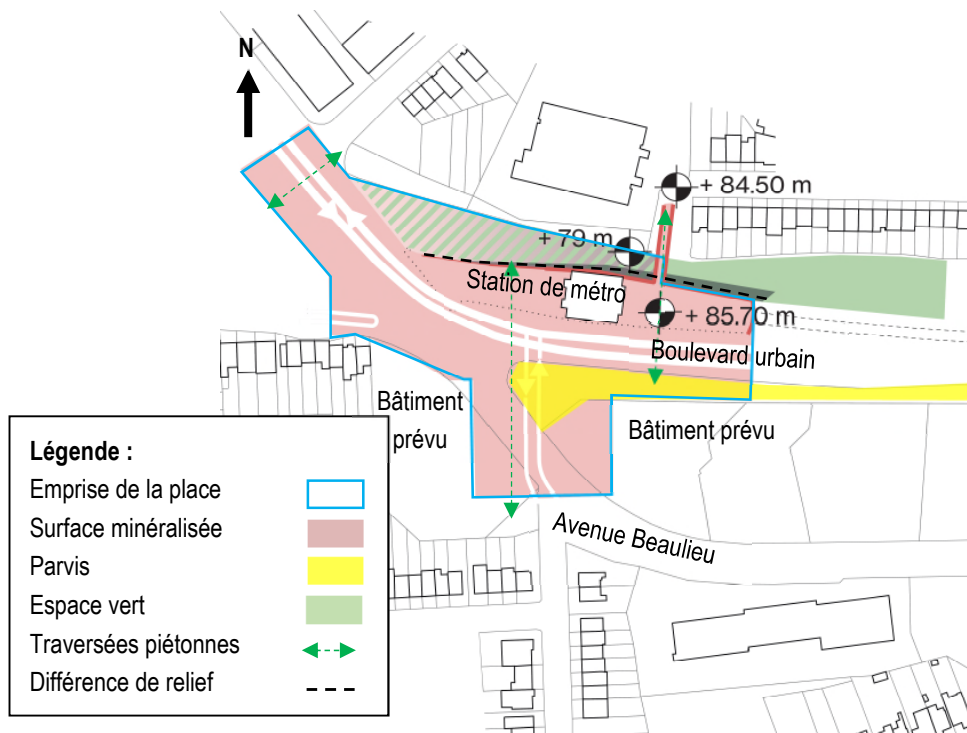 N
+ 84.50 m
+ 79 m
Station de métro
+ 85.70 m
Boulevard urbain
Bâtiment
prévu
Bâtiment prévu
Avenue Beaulieu
Légende :
Emprise de la place
Surface minéralisée
Parvis
Espace vert
Traversées piétonnes
Différence de relief